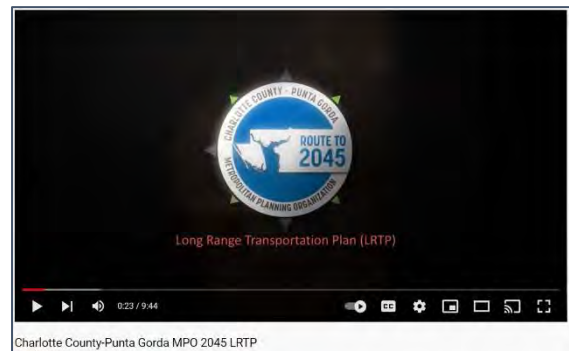 CHARLOTTE COUNTY - PUNTA GORDA
ROUTE TO
2045
METROPOLITAN PLANNING ORGANIZATION
Long Range Transportation Plan (LRTP)
0:23 / 9:44
CC
Charlotte County-Punta Gorda MPO 2045 LRTP